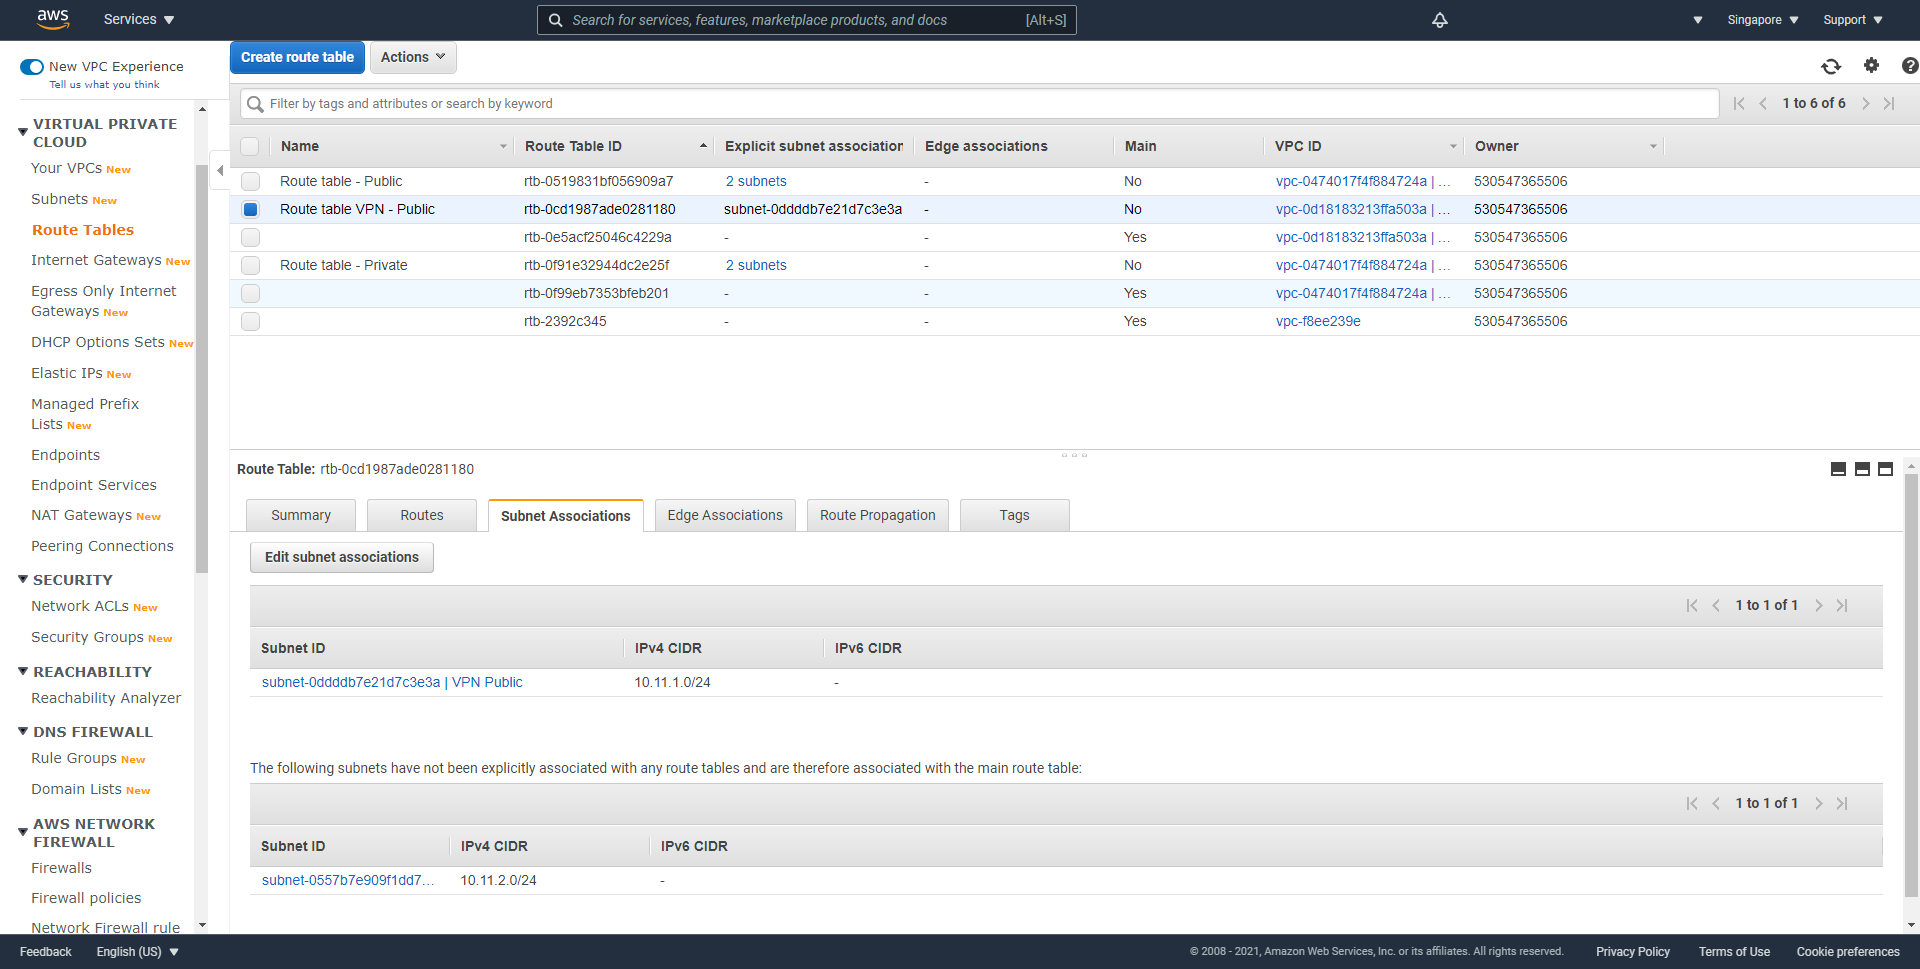 aws
Services
Search for services, features, marketplace products, and docs [Alt+S]
Singapore
Support
New VPC Experience
Tell us what you think
VIRTUAL PRIVATE
CLOUD
Your VPCs New
Subnets New
Route Tables
Internet Gateways New
Egress Only Internet
Gateways New
DHCP Options Sets New
Elastic IPs New
Managed Prefix
Lists New
Endpoints
Endpoint Services
NAT Gateways New
Peering Connections
SECURITY
Network ACLs New
Security Groups New
REACHABILITY
Reachability Analyzer
DNS FIREWALL
Rule Groups New
Domain Lists New
AWS NETWORK
FIREWALL
Firewalls
Firewall policies
Network Firewall rule
Create route table
Actions
Filter by tags and attributes or search by keyword
1 to 6 of 6
Name Route Table ID Explicit subnet association Edge associations Main VPC ID Owner
Route table - Public rtb-0519831bf056909a7 2 subnets - No vpc-0474017f4f884724a | ... 530547365506
Route table VPN - Public rtb-0cd1987ade0281180 subnet-0ddddb7e21d7c3e3a - No vpc-0d18183213ffa503a | ... 530547365506
rtb-0e5acf25046c4229a - - Yes vpc-0d18183213ffa503a | ... 530547365506
Route table - Private rtb-0f91e32944dc2e25f 2 subnets - No vpc-0474017f4f884724a | ... 530547365506
rtb-0f99eb7353bfeb201 - - Yes vpc-0474017f4f884724a | ... 530547365506
rtb-2392c345 - - Yes vpc-f8ee239e 530547365506
Route Table: rtb-0cd1987ade0281180
Summary Routes Subnet Associations Edge Associations Route Propagation Tags
Edit subnet associations
1 to 1 of 1
Subnet ID IPv4 CIDR IPv6 CIDR
subnet-0ddddb7e21d7c3e3a | VPN Public 10.11.1.0/24 -
The following subnets have not been explicitly associated with any route tables and are therefore associated with the main route table:
1 to 1 of 1
Subnet ID IPv4 CIDR IPv6 CIDR
subnet-0557b7e909f1dd7... 10.11.2.0/24 -
Feedback
English (US)
© 2008 - 2021, Amazon Web Services, Inc. or its affiliates. All rights reserved.
Privacy Policy
Terms of Use
Cookie preferences